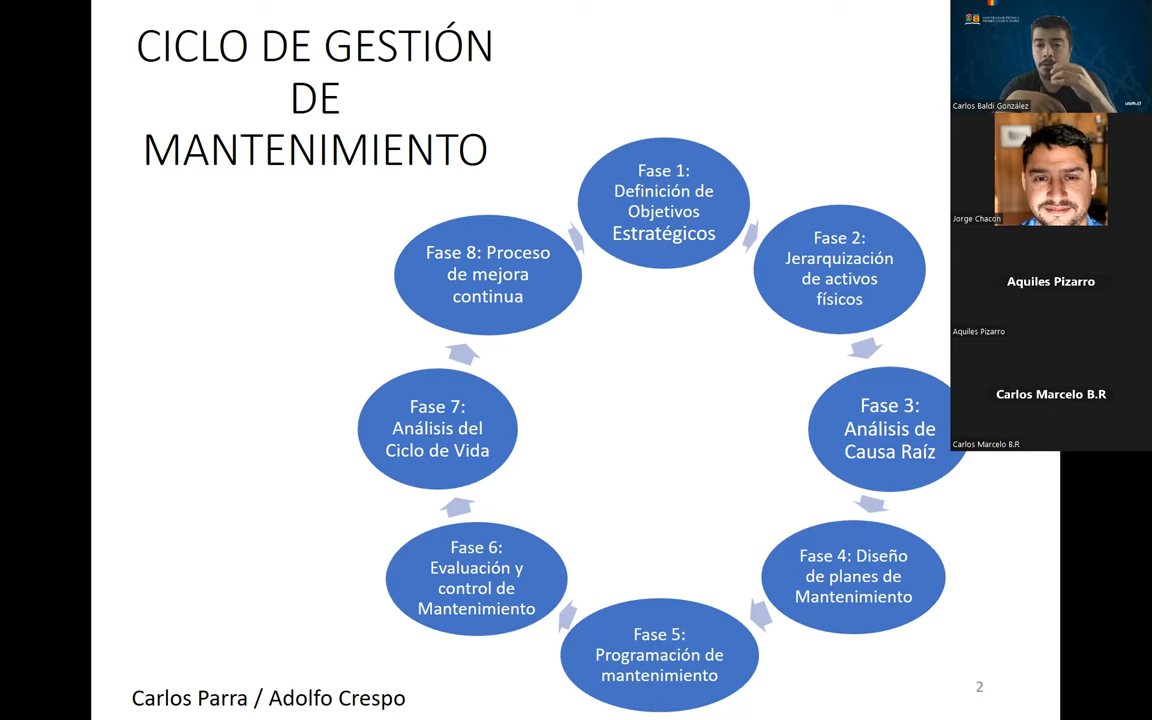 CICLO DE GESTIÓN
DE
MANTENIMIENTO
Fase 1:
Definición de
Objetivos
Estratégicos
Fase 2:
Jerarquización
de activos
físicos
Fase 3:
Análisis de
Causa Raíz
Fase 4: Diseño
de planes de
Mantenimiento
Fase 5:
Programación de
mantenimiento
Fase 6:
Evaluación y
control de
Mantenimiento
Fase 7:
Análisis del
Ciclo de Vida
Fase 8: Proceso
de mejora
continua
Carlos Parra / Adolfo Crespo
2
usm.cl
Carlos Baldi González
Jorge Chacon
Aquiles Pizarro
Aquiles Pizarro
Carlos Marcelo B.R
Carlos Marcelo B.R